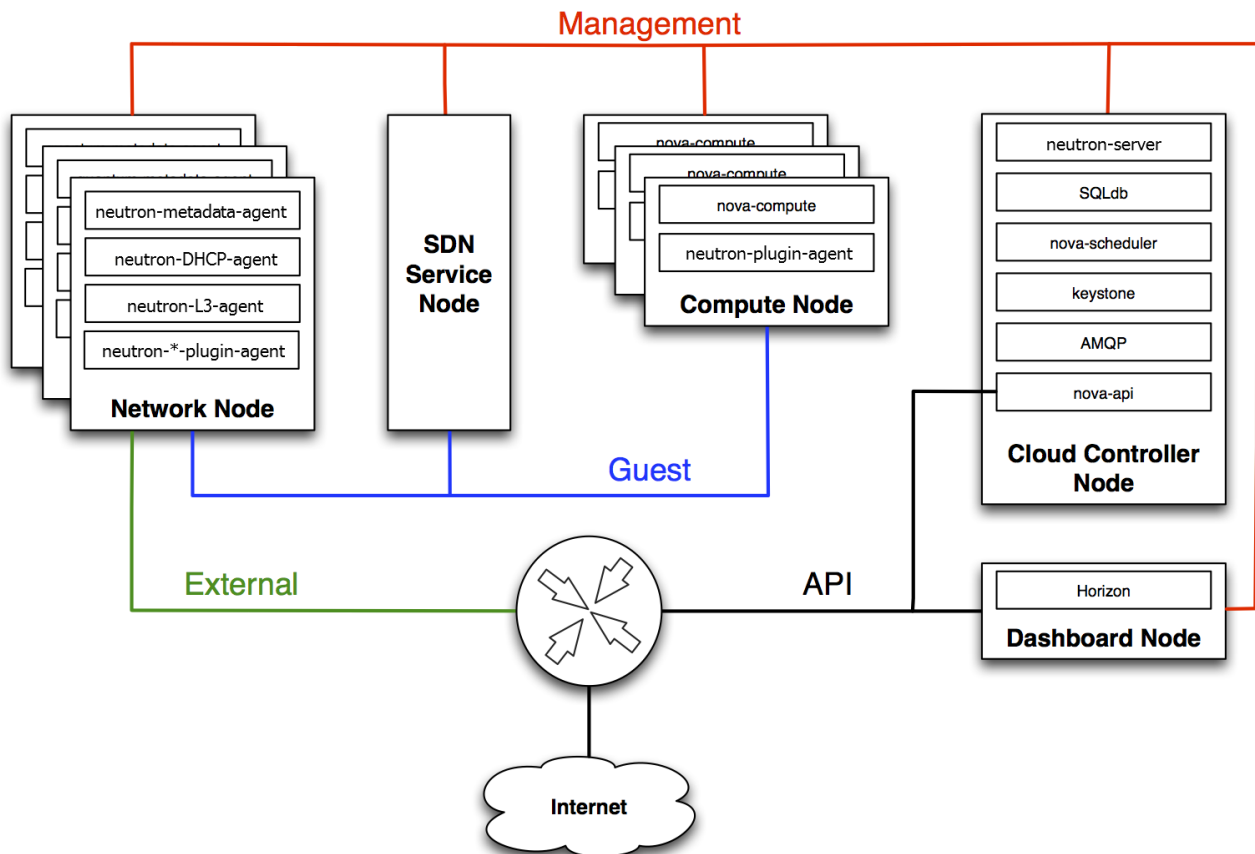 Management
neutron-metadata-agent
neutron-DHCP-agent
neutron-L3-agent
neutron-*-plugin-agent
Network Node
SDN
Service
Node
nova-compute
nova-compute
nova-compute
neutron-plugin-agent
Compute Node
neutron-server
SQLdb
nova-scheduler
keystone
AMQP
nova-api
Cloud Controller
Node
Guest
External
API
Horizon
Dashboard Node
Internet